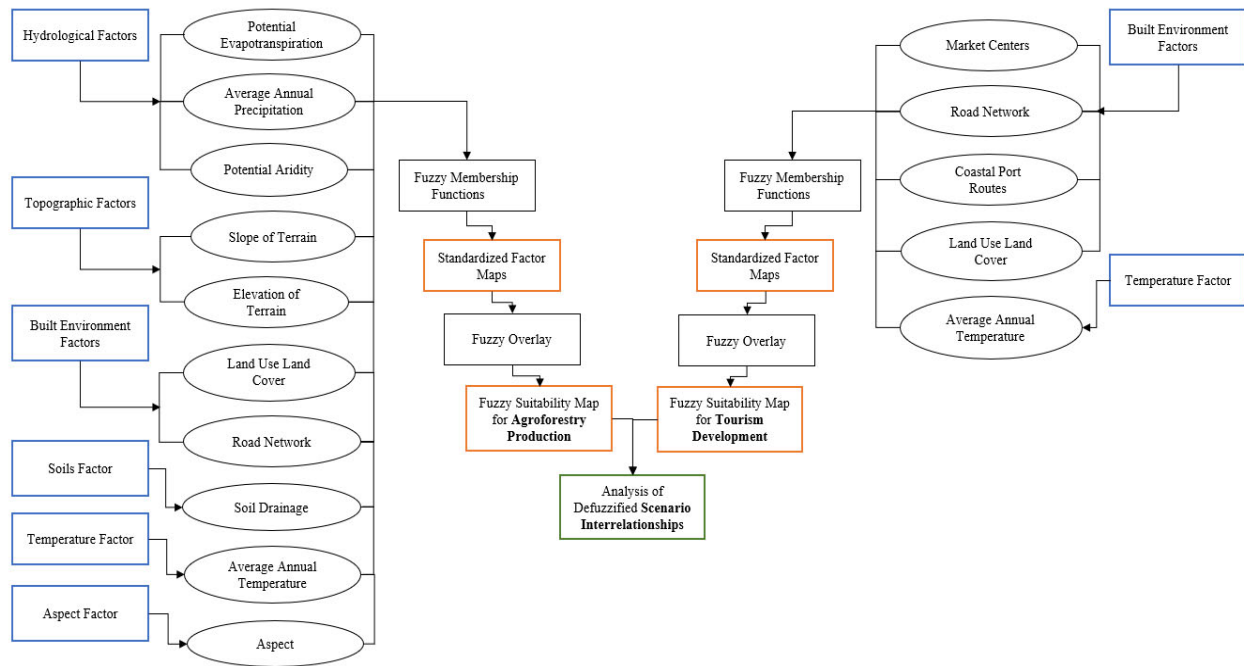 Hydrological Factors
Potential
Evapotranspiration
Average Annual
Precipitation
Potential Aridity
Topographic Factors
Slope of Terrain
Elevation of
Terrain
Built Environment
Factors
Land Use Land
Cover
Road Network
Soils Factor
Soil Drainage
Temperature Factor
Average Annual
Temperature
Aspect Factor
Aspect
Fuzzy Membership
Functions
Standardized Factor
Maps
Fuzzy Overlay
Fuzzy Suitability Map
for Agroforestry
Production
Market Centers
Built Environment
Factors
Road Network
Coastal Port
Routes
Land Use Land
Cover
Temperature Factor
Average Annual
Temperature
Fuzzy Membership
Functions
Standardized Factor
Maps
Fuzzy Overlay
Fuzzy Suitability Map
for Tourism
Development
Analysis of
Defuzzified Scenario
Interrelationships